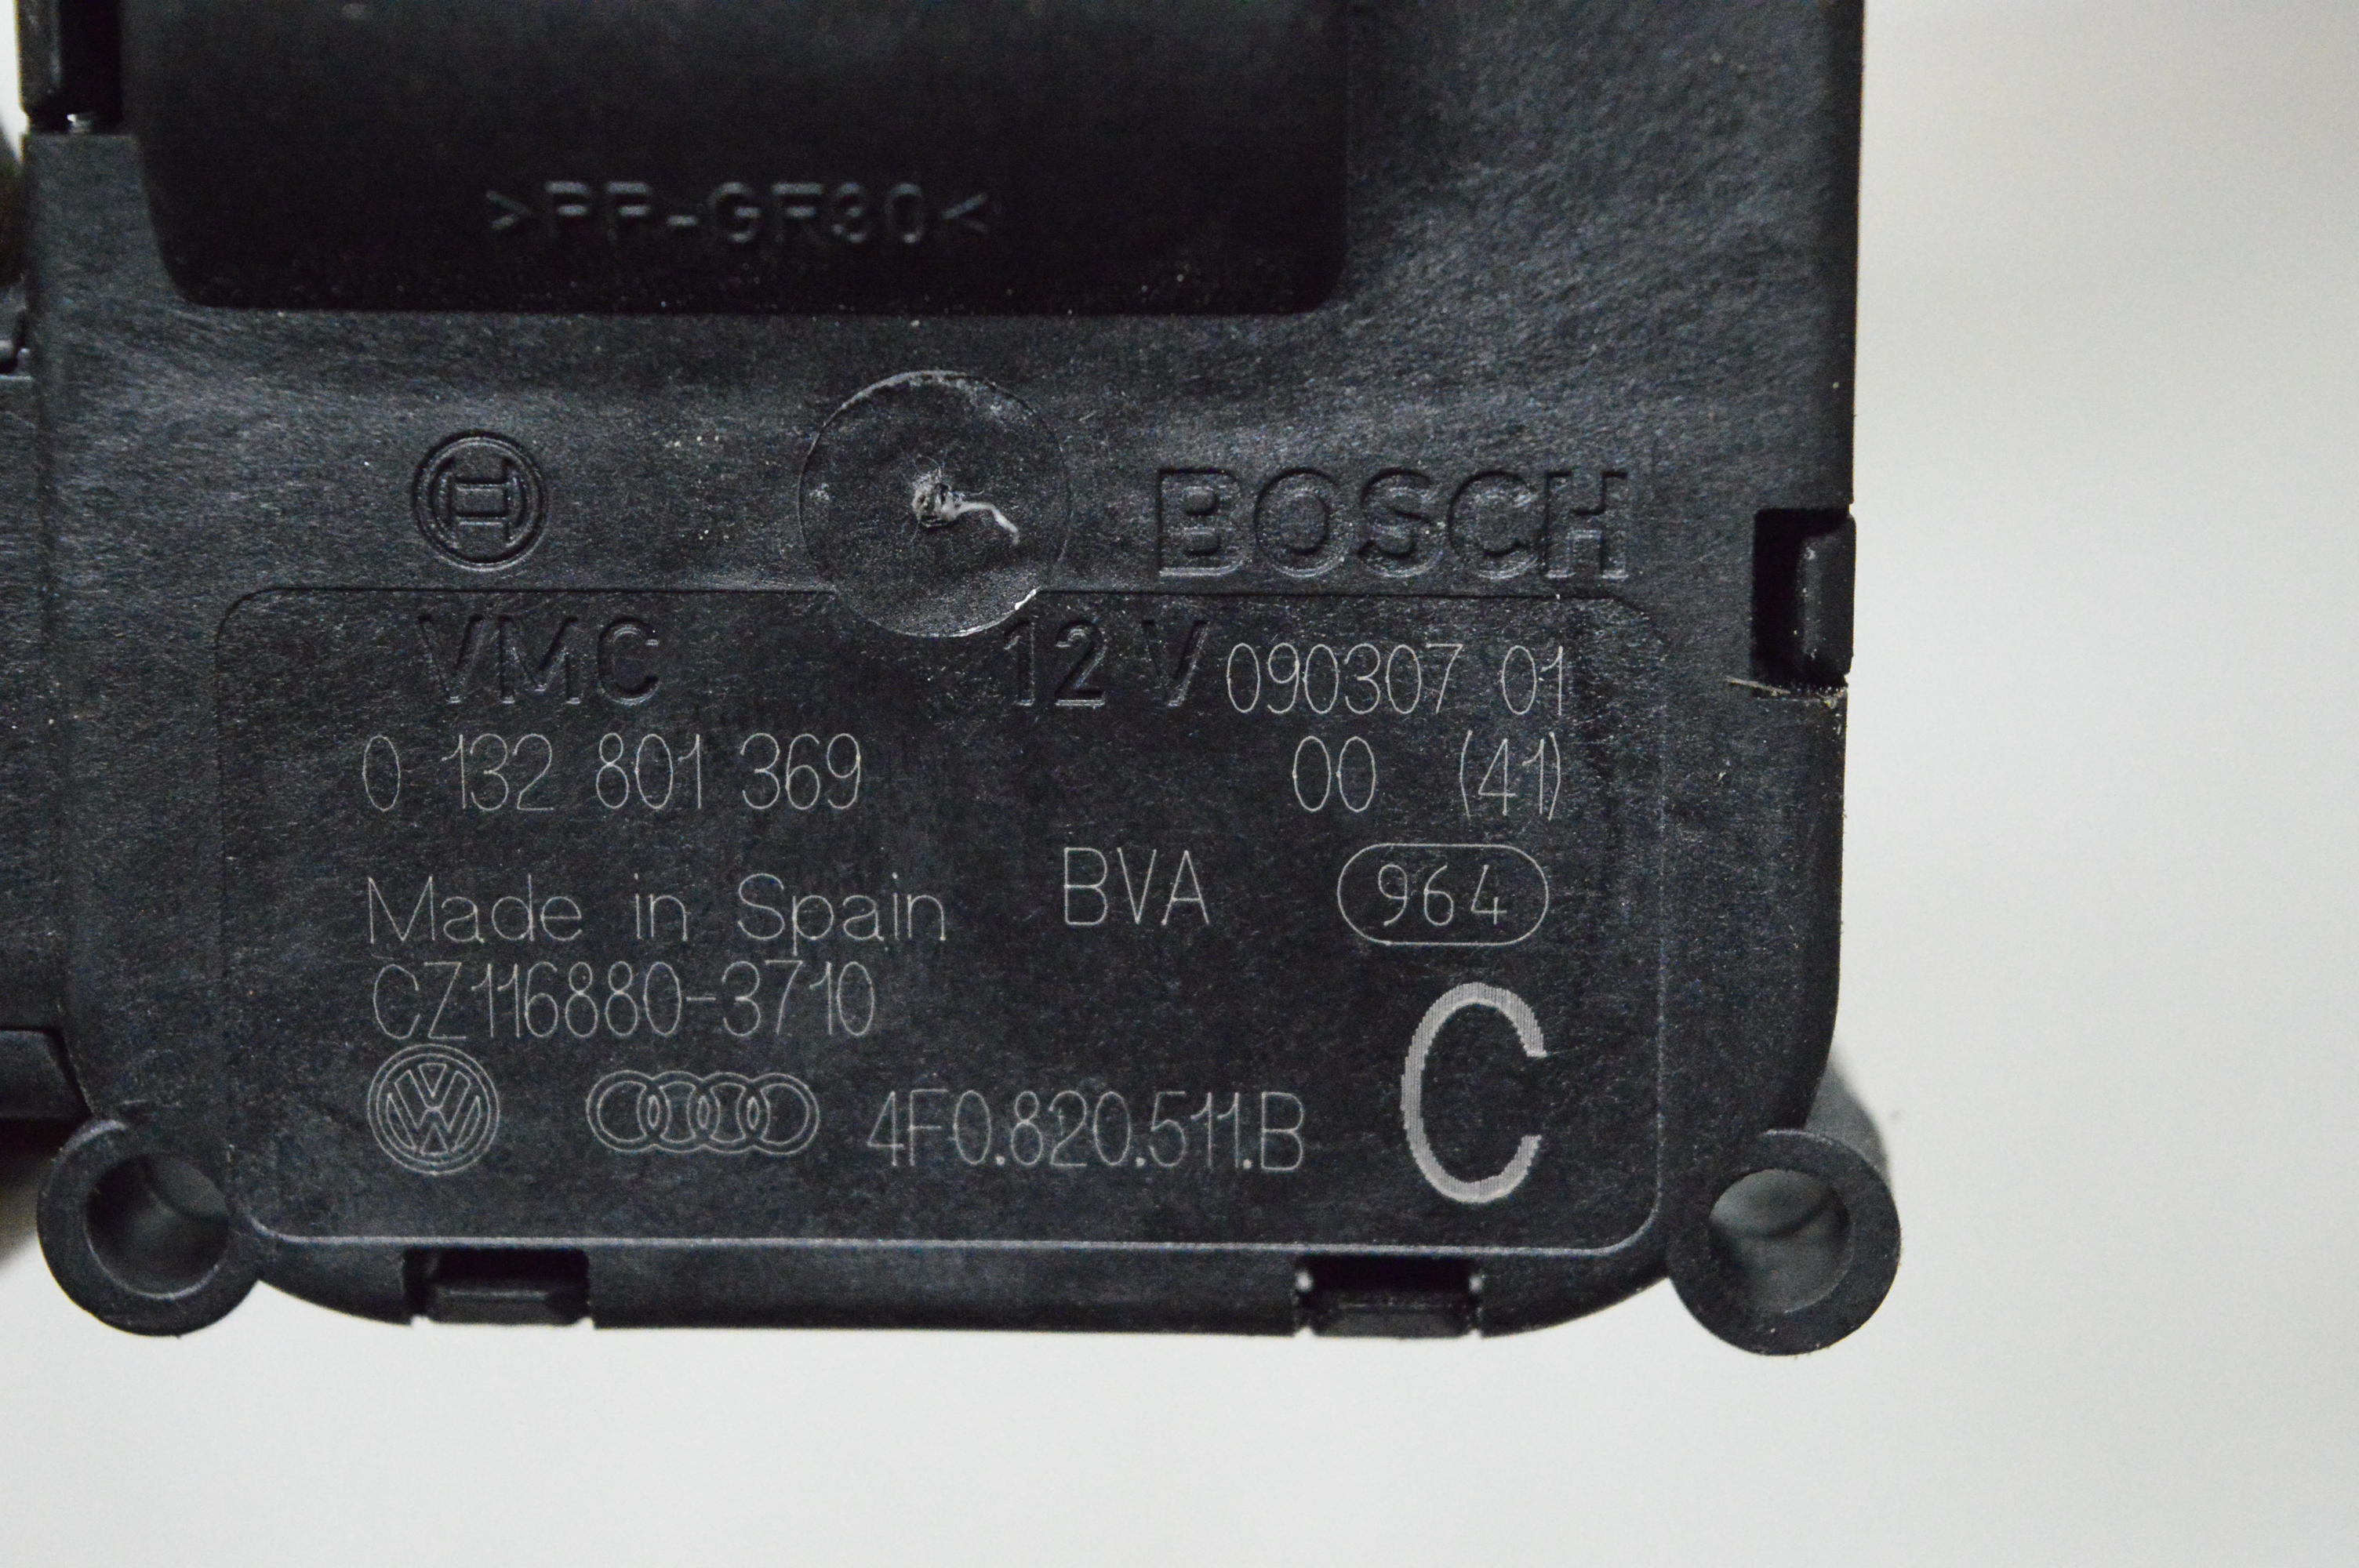 >PP-GF30<
BOSCH
VMC 12 V 090307 01
0 132 801 369 00 (41)
Made in Spain BVA 964
CZ116880-3710
4F0.820.511.B C